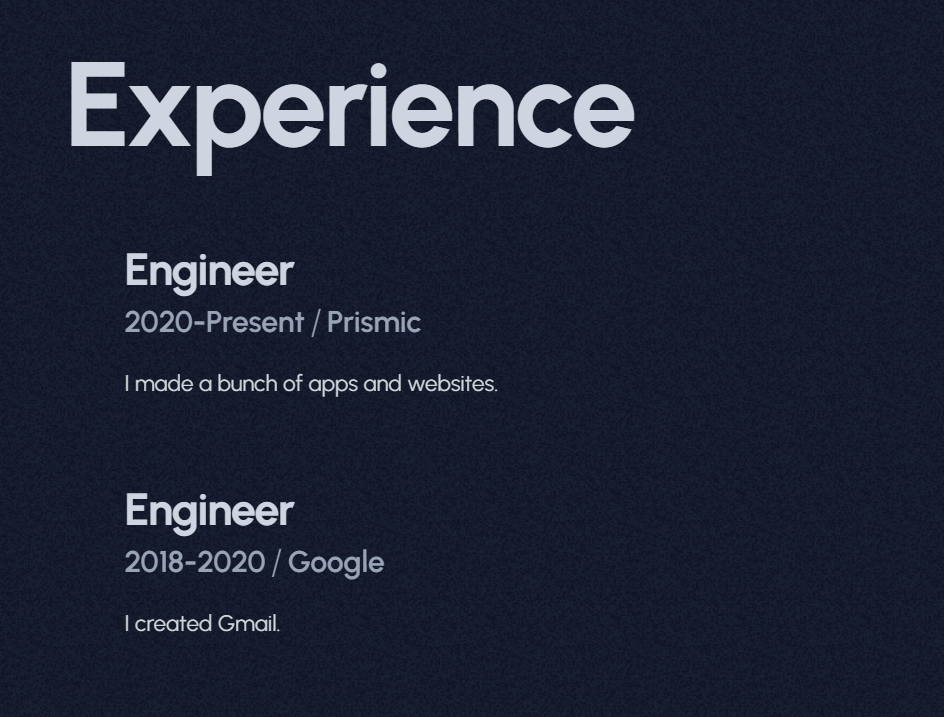 Experience
Engineer
2020-Present / Prismic
I made a bunch of apps and websites.
Engineer
2018-2020 / Google
I created Gmail.